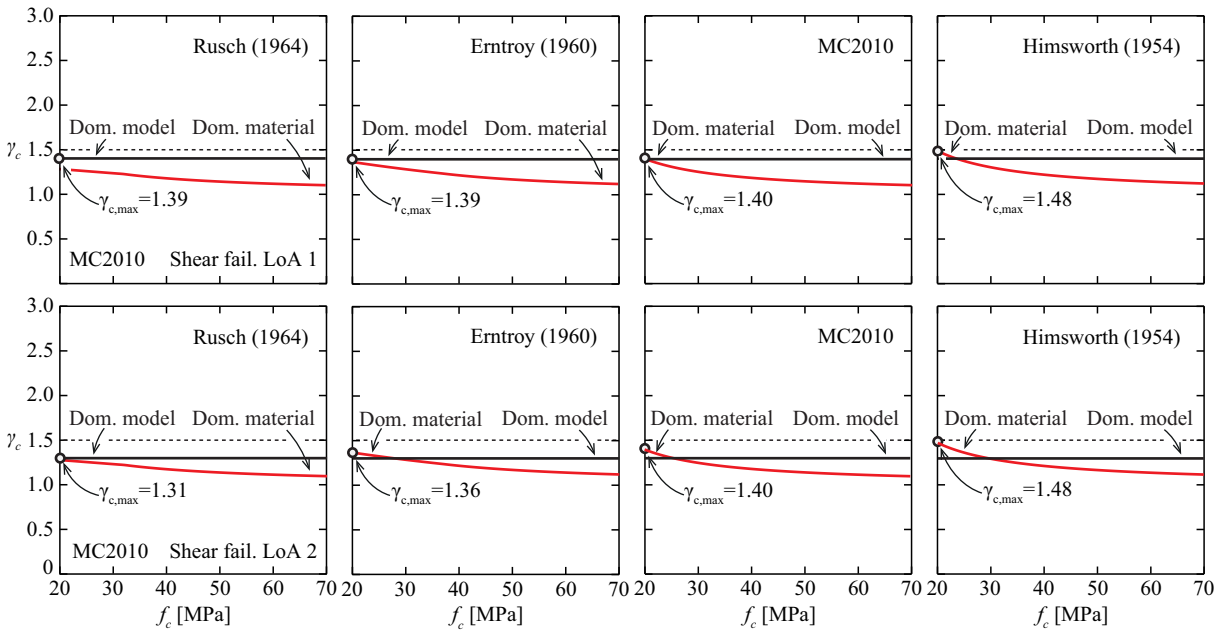 3.0
2.5
2.0
γc 1.5
1.0
0.5
Rusch (1964)
Dom. model Dom. material
γc,max=1.39
MC2010 Shear fail. LoA 1
Erntroy (1960)
Dom. model Dom. material
γc,max=1.39
MC2010
Dom. material Dom. model
γc,max=1.40
Himsworth (1954)
Dom. material Dom. model
γc,max=1.48
3.0
2.5
2.0
γc 1.5
1.0
0.5
0
Rusch (1964)
Dom. model Dom. material
γc,max=1.31
MC2010 Shear fail. LoA 2
20 30 40 50 60 70
fc [MPa]
Erntroy (1960)
Dom. material Dom. model
γc,max=1.36
20 30 40 50 60 70
fc [MPa]
MC2010
Dom. material Dom. model
γc,max=1.40
20 30 40 50 60 70
fc [MPa]
Himsworth (1954)
Dom. material Dom. model
γc,max=1.48
20 30 40 50 60 70
fc [MPa]